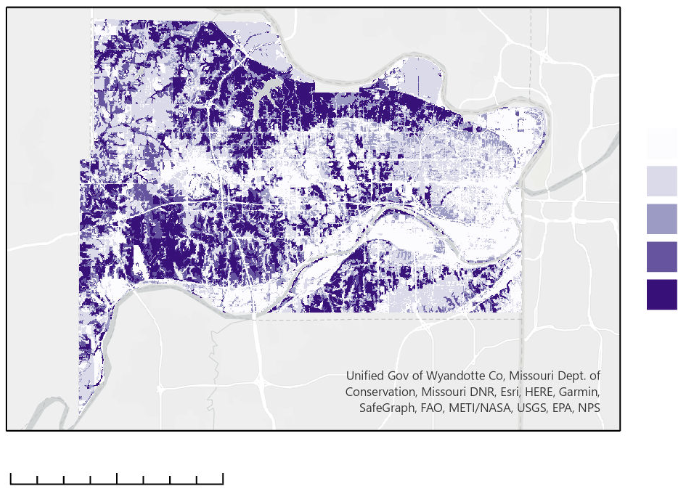 Unified Gov of Wyandotte Co, Missouri Dept. of
Conservation, Missouri DNR, Esri, HERE, Garmin,
SafeGraph, FAO, METI/NASA, USGS, EPA, NPS